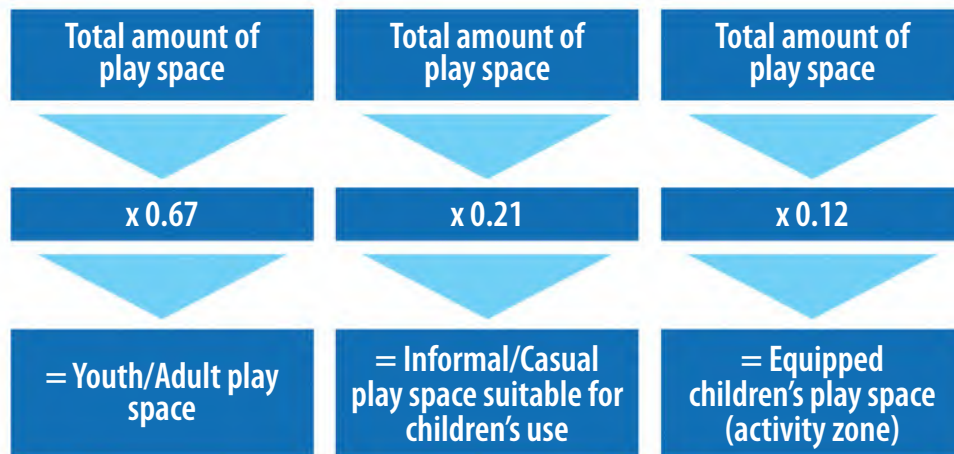 Total amount of
play space
Total amount of
play space
Total amount of
play space
x 0.67
x 0.21
x 0.12
= Youth/Adult play
space
= Informal/Casual
play space suitable for
children’s use
= Equipped
children’s play space
(activity zone)